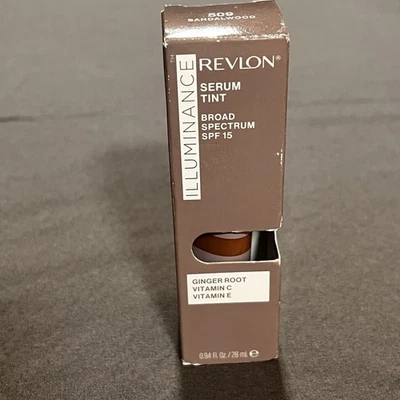 509
SANDALWOOD
ILLUMINANCE™
REVLON®
SERUM
TINT
BROAD
SPECTRUM
SPF 15
GINGER ROOT
VITAMIN C
VITAMIN E
0.94 Fl. Oz. / 28 mL ℮